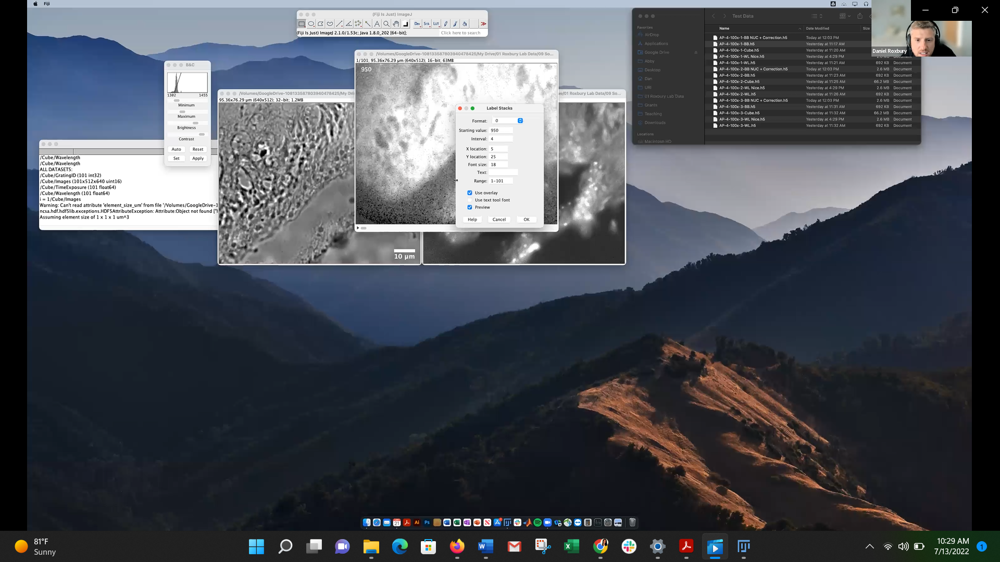 Fiji
(Fiji Is Just) ImageJ
Dev
Stk
LUT
(Fiji Is Just) ImageJ 2.1.0/1.53c; Java 1.8.0_202 [64-bit];
Click here to search
B&C
1302
1455
Minimum
Maximum
Brightness
Contrast
Auto
Reset
Set
Apply
/Cube/Wavelength
/Cube/Wavelength
ALL DATASETS:
/Cube/GratingID (101 int32)
/Cube/Images (101x512x640 uint16)
/Cube/TimeExposure (101 float64)
/Cube/Wavelength (101 float64)
i = 1/Cube/Images
Warning: Can't read attribute 'element_size_um' from file '/Volumes/GoogleDrive-1
ncsa.hdf.hdf5lib.exceptions.HDF5AttributeException: Attribute:Object not found ["
Assuming element size of 1 x 1 x 1 um^3
/Volumes/GoogleDrive-108133587803940478425/My Dri
95.36x76.29 µm (640x512); 32-bit; 1.2MB
10 µm
/Volumes/GoogleDrive-108133587803940478425/My Drive/01 Roxbury Lab Data/09 So...
1/101; 95.36x76.29 µm (640x512); 16-bit; 63MB
950
ve/01 Roxbury Lab Data/09 So...
Label Stacks
Format: 0
Starting value: 950
Interval: 4
X location: 5
Y location: 25
Font size: 18
Text:
Range: 1-101
Use overlay
Use text tool font
Preview
Help
Cancel
OK
Test Data
Favorites
AirDrop
Applications
Google Drive
Abby
Desktop
Dan
URI
01 Roxbury Lab Data
Grants
Teaching
Downloads
Locations
Macintosh HD
Name
Date Modified
Size
AP-4-100x-1-BB NUC + Correction.h5 Today at 12:03 PM
AP-4-100x-1-BB.h5 Yesterday at 11:17 AM
AP-4-100x-1-Cube.h5 Yesterday at 11:20 AM
AP-4-100x-1-WL Nice.h5 Yesterday at 4:29 PM 2.6 MB Document
AP-4-100x-1-WL.h5 Yesterday at 11:21 AM 692 KB Document
AP-4-100x-2-BB NUC + Correction.h5 Today at 12:03 PM 2.6 MB Document
AP-4-100x-2-BB.h5 Yesterday at 11:23 AM 692 KB Document
AP-4-100x-2-Cube.h5 Yesterday at 11:25 AM 66.2 MB Document
AP-4-100x-2-WL Nice.h5 Yesterday at 4:29 PM 2.6 MB Document
AP-4-100x-2-WL.h5 Yesterday at 11:26 AM 692 KB Document
AP-4-100x-3-BB NUC + Correction.h5 Today at 12:03 PM 2.6 MB Document
AP-4-100x-3-BB.h5 Yesterday at 11:31 AM 692 KB Document
AP-4-100x-3-Cube.h5 Yesterday at 11:32 AM 66.2 MB Document
AP-4-100x-3-WL Nice.h5 Yesterday at 4:29 PM 2.6 MB Document
AP-4-100x-3-WL.h5 Yesterday at 11:32 AM 692 KB Document
Daniel Roxbury
21
Ai
Ps
81°F
Sunny
10:29 AM
7/13/2022
1